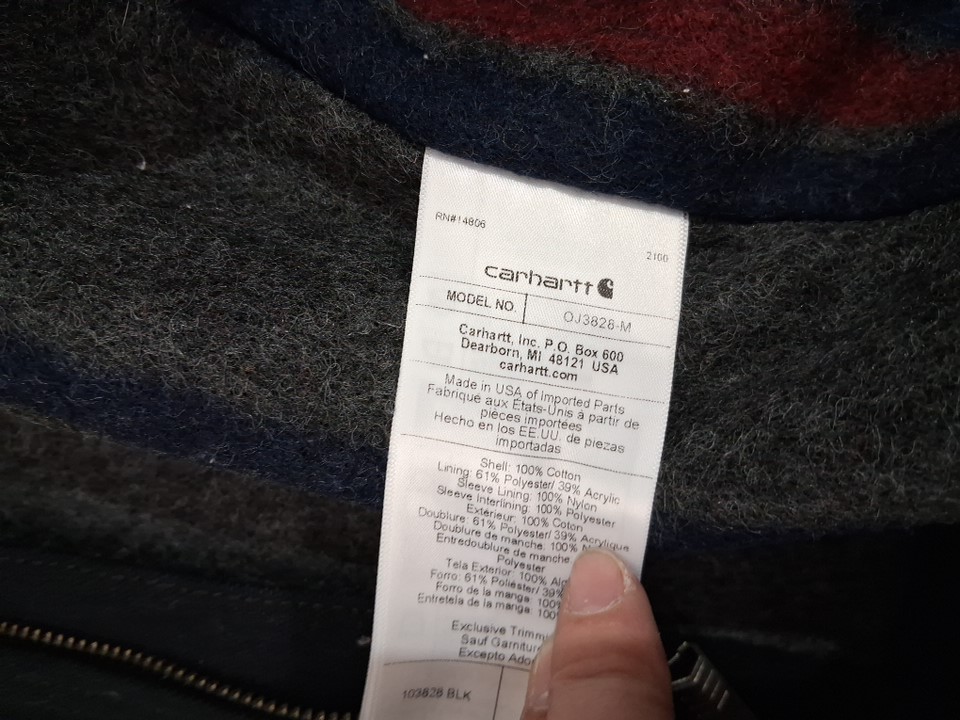 RN#14806
2100
carhartt
MODEL NO. OJ3828-M
Carhartt, Inc. P.O. Box 600
Dearborn, MI 48121 USA
carhartt.com
Made in USA of Imported Parts
Fabriqué aux États-Unis à partir de
pièces importées
Hecho en los EE.UU. de piezas
importadas
Shell: 100% Cotton
Lining: 61% Polyester/ 39% Acrylic
Sleeve Lining: 100% Nylon
Sleeve Interlining: 100% Polyester
Extérieur: 100% Coton
Doublure: 61% Polyester/ 39% Acrylique
Doublure de manche: 100%
Entredoublure de manche:
Polyester
Tela Exterior: 100%
Forro: 61% Poliéster/ 39%
Forro de la manga: 100%
Entretela de la manga: 100%
Exclusive
Sauf
Excepto
103828 BLK